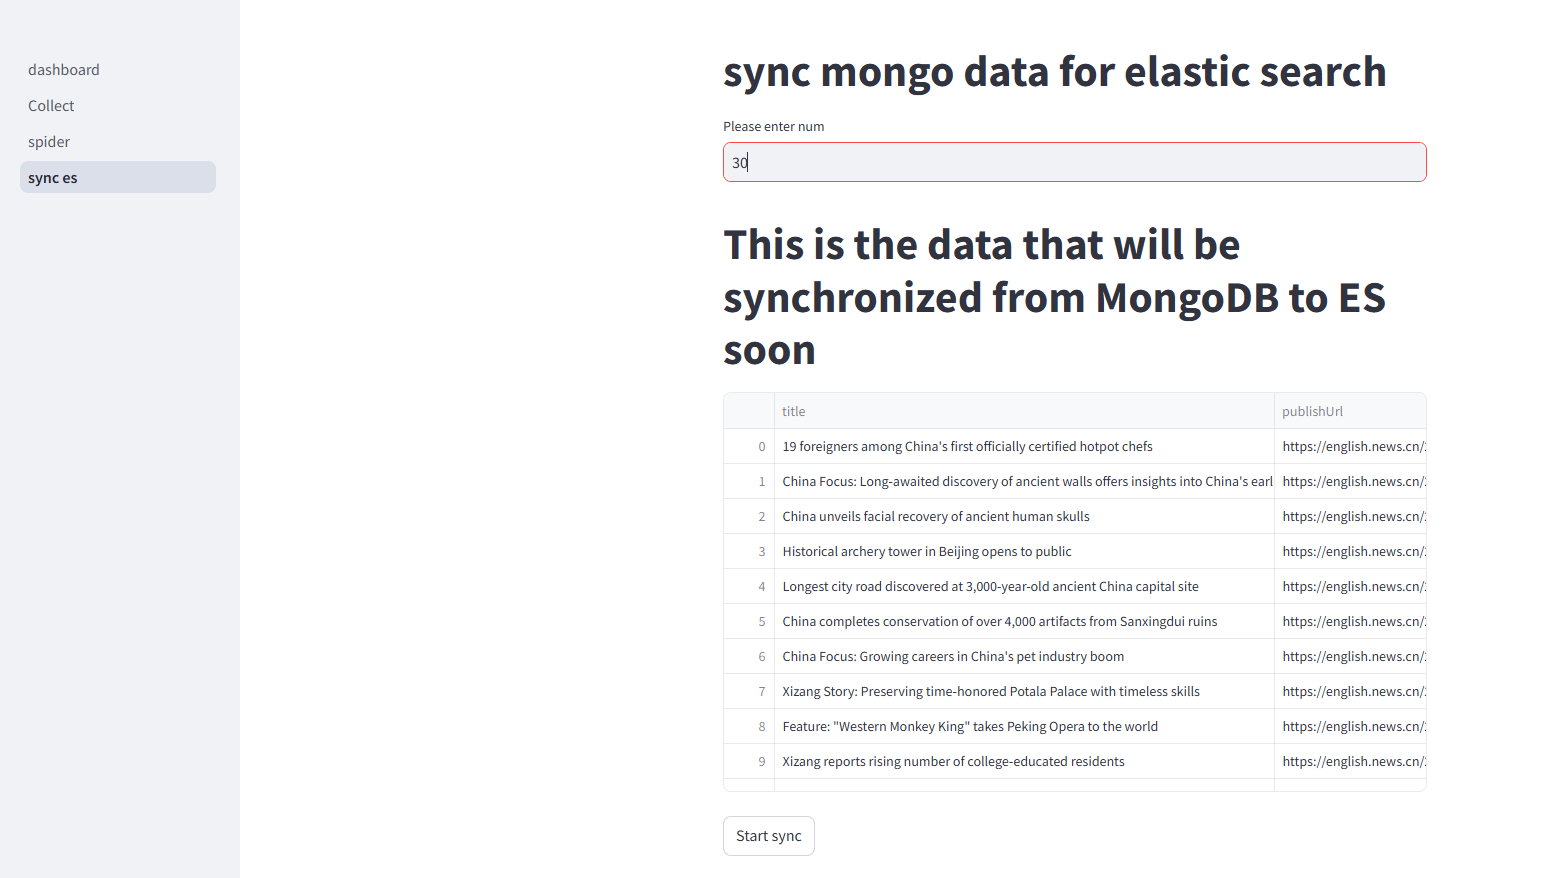 dashboard
Collect
spider
sync es
sync mongo data for elastic search
Please enter num
30
This is the data that will be
synchronized from MongoDB to ES
soon
title publishUrl
0 19 foreigners among China's first officially certified hotpot chefs https://english.news.cn/
1 China Focus: Long-awaited discovery of ancient walls offers insights into China's earl https://english.news.cn/
2 China unveils facial recovery of ancient human skulls https://english.news.cn/
3 Historical archery tower in Beijing opens to public https://english.news.cn/
4 Longest city road discovered at 3,000-year-old ancient China capital site https://english.news.cn/
5 China completes conservation of over 4,000 artifacts from Sanxingdui ruins https://english.news.cn/
6 China Focus: Growing careers in China's pet industry boom https://english.news.cn/
7 Xizang Story: Preserving time-honored Potala Palace with timeless skills https://english.news.cn/
8 Feature: "Western Monkey King" takes Peking Opera to the world https://english.news.cn/
9 Xizang reports rising number of college-educated residents https://english.news.cn/
Start sync